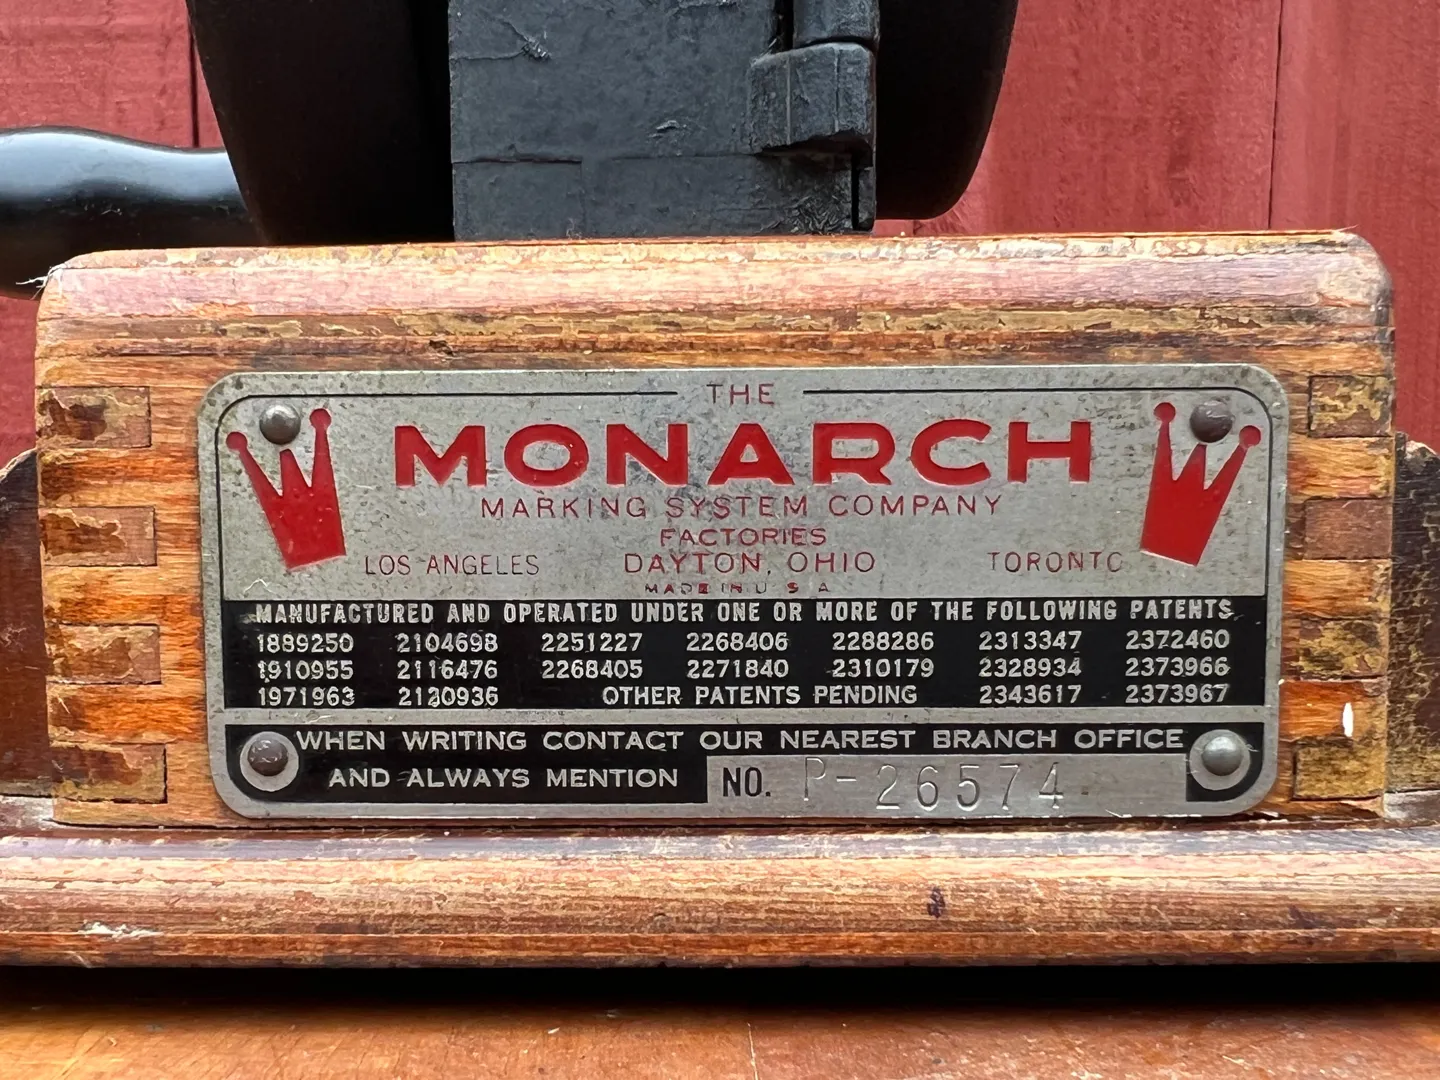 THE
MONARCH
MARKING SYSTEM COMPANY
FACTORIES
LOS ANGELES DAYTON, OHIO TORONTO
MADE IN U S A
MANUFACTURED AND OPERATED UNDER ONE OR MORE OF THE FOLLOWING PATENTS
1889250 2104698 2251227 2268406 2288286 2313347 2372460
1910955 2116476 2268405 2271840 2310179 2328934 2373966
1971963 2120936 OTHER PATENTS PENDING 2343617 2373967
WHEN WRITING CONTACT OUR NEAREST BRANCH OFFICE
AND ALWAYS MENTION NO. P-26574